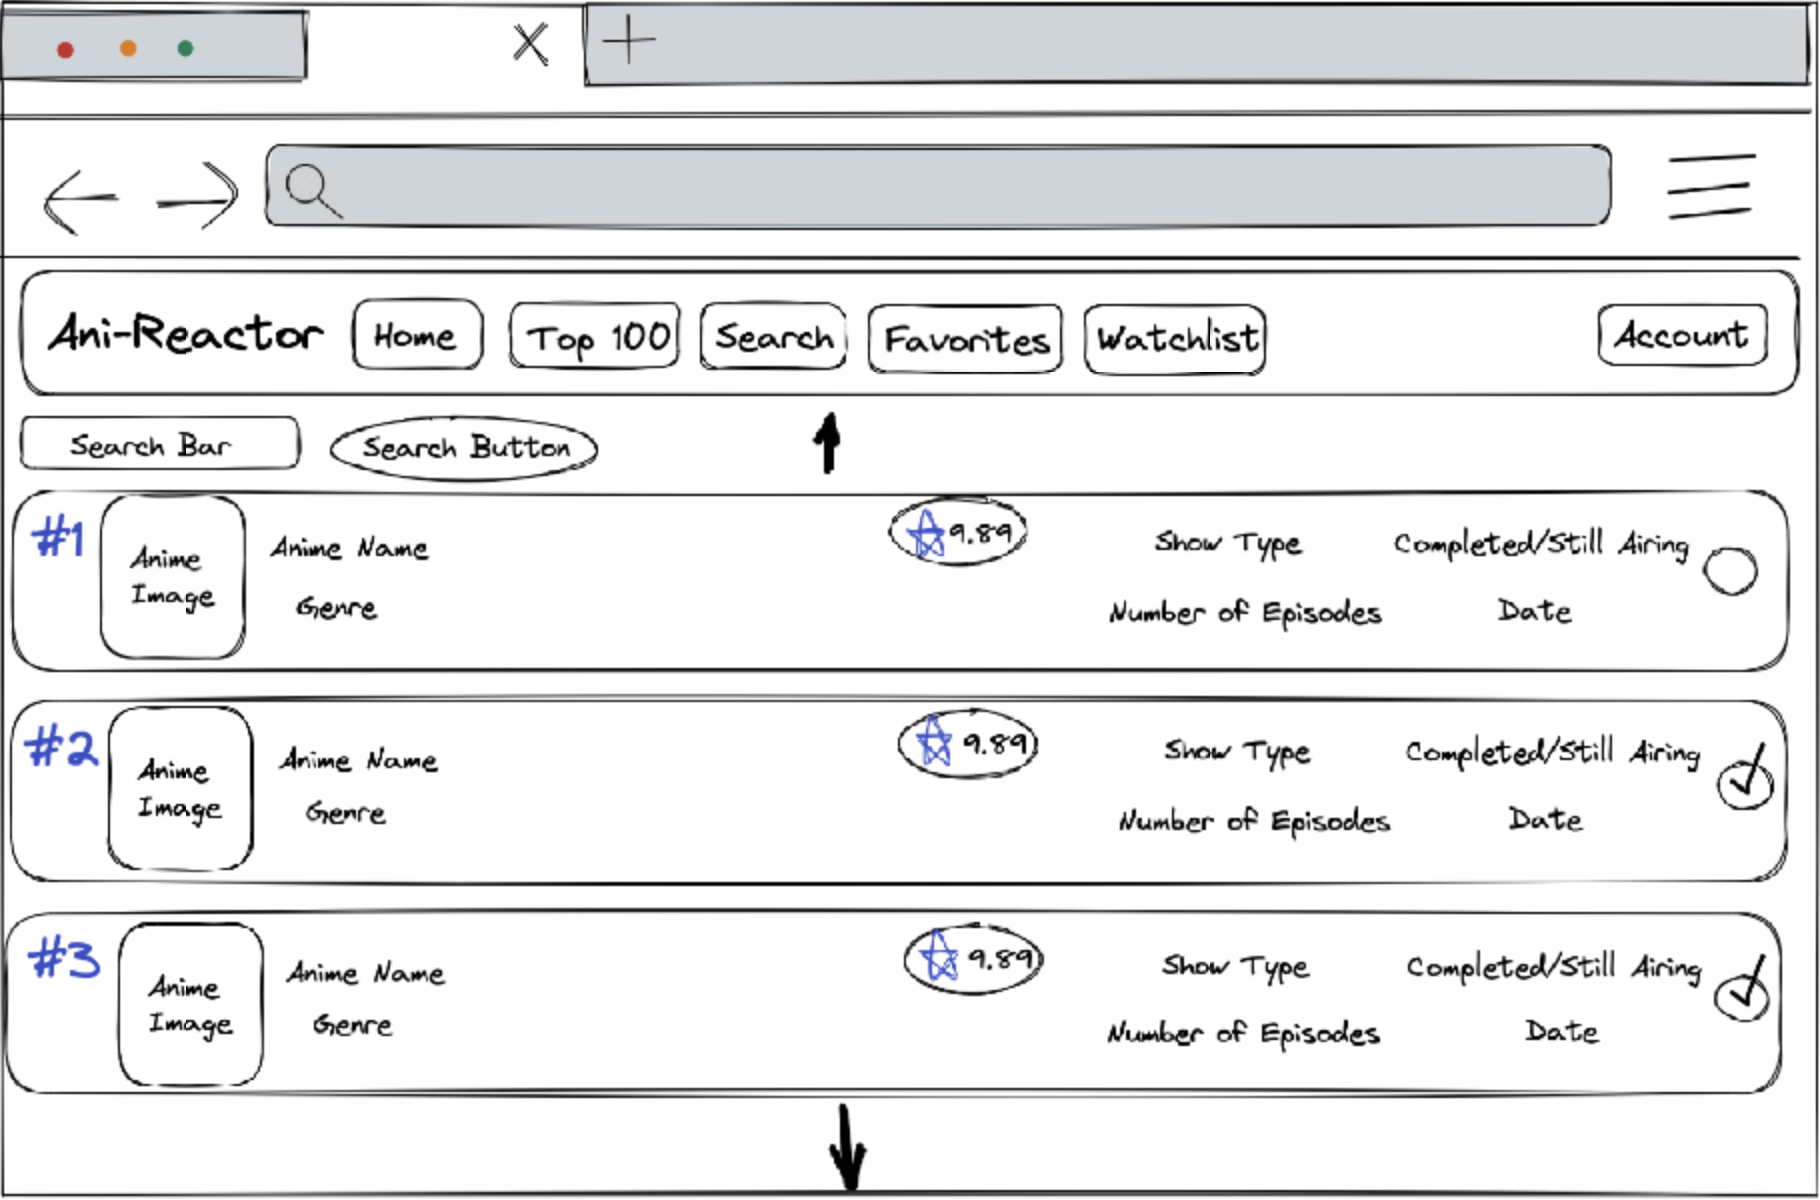 Ani-Reactor Home Top 100 Search Favorites Watchlist Account
Search Bar Search Button
#1 Anime Image Anime Name 9.89 Show Type Completed/Still Airing
Genre Number of Episodes Date
#2 Anime Image Anime Name 9.89 Show Type Completed/Still Airing
Genre Number of Episodes Date
#3 Anime Image Anime Name 9.89 Show Type Completed/Still Airing
Genre Number of Episodes Date